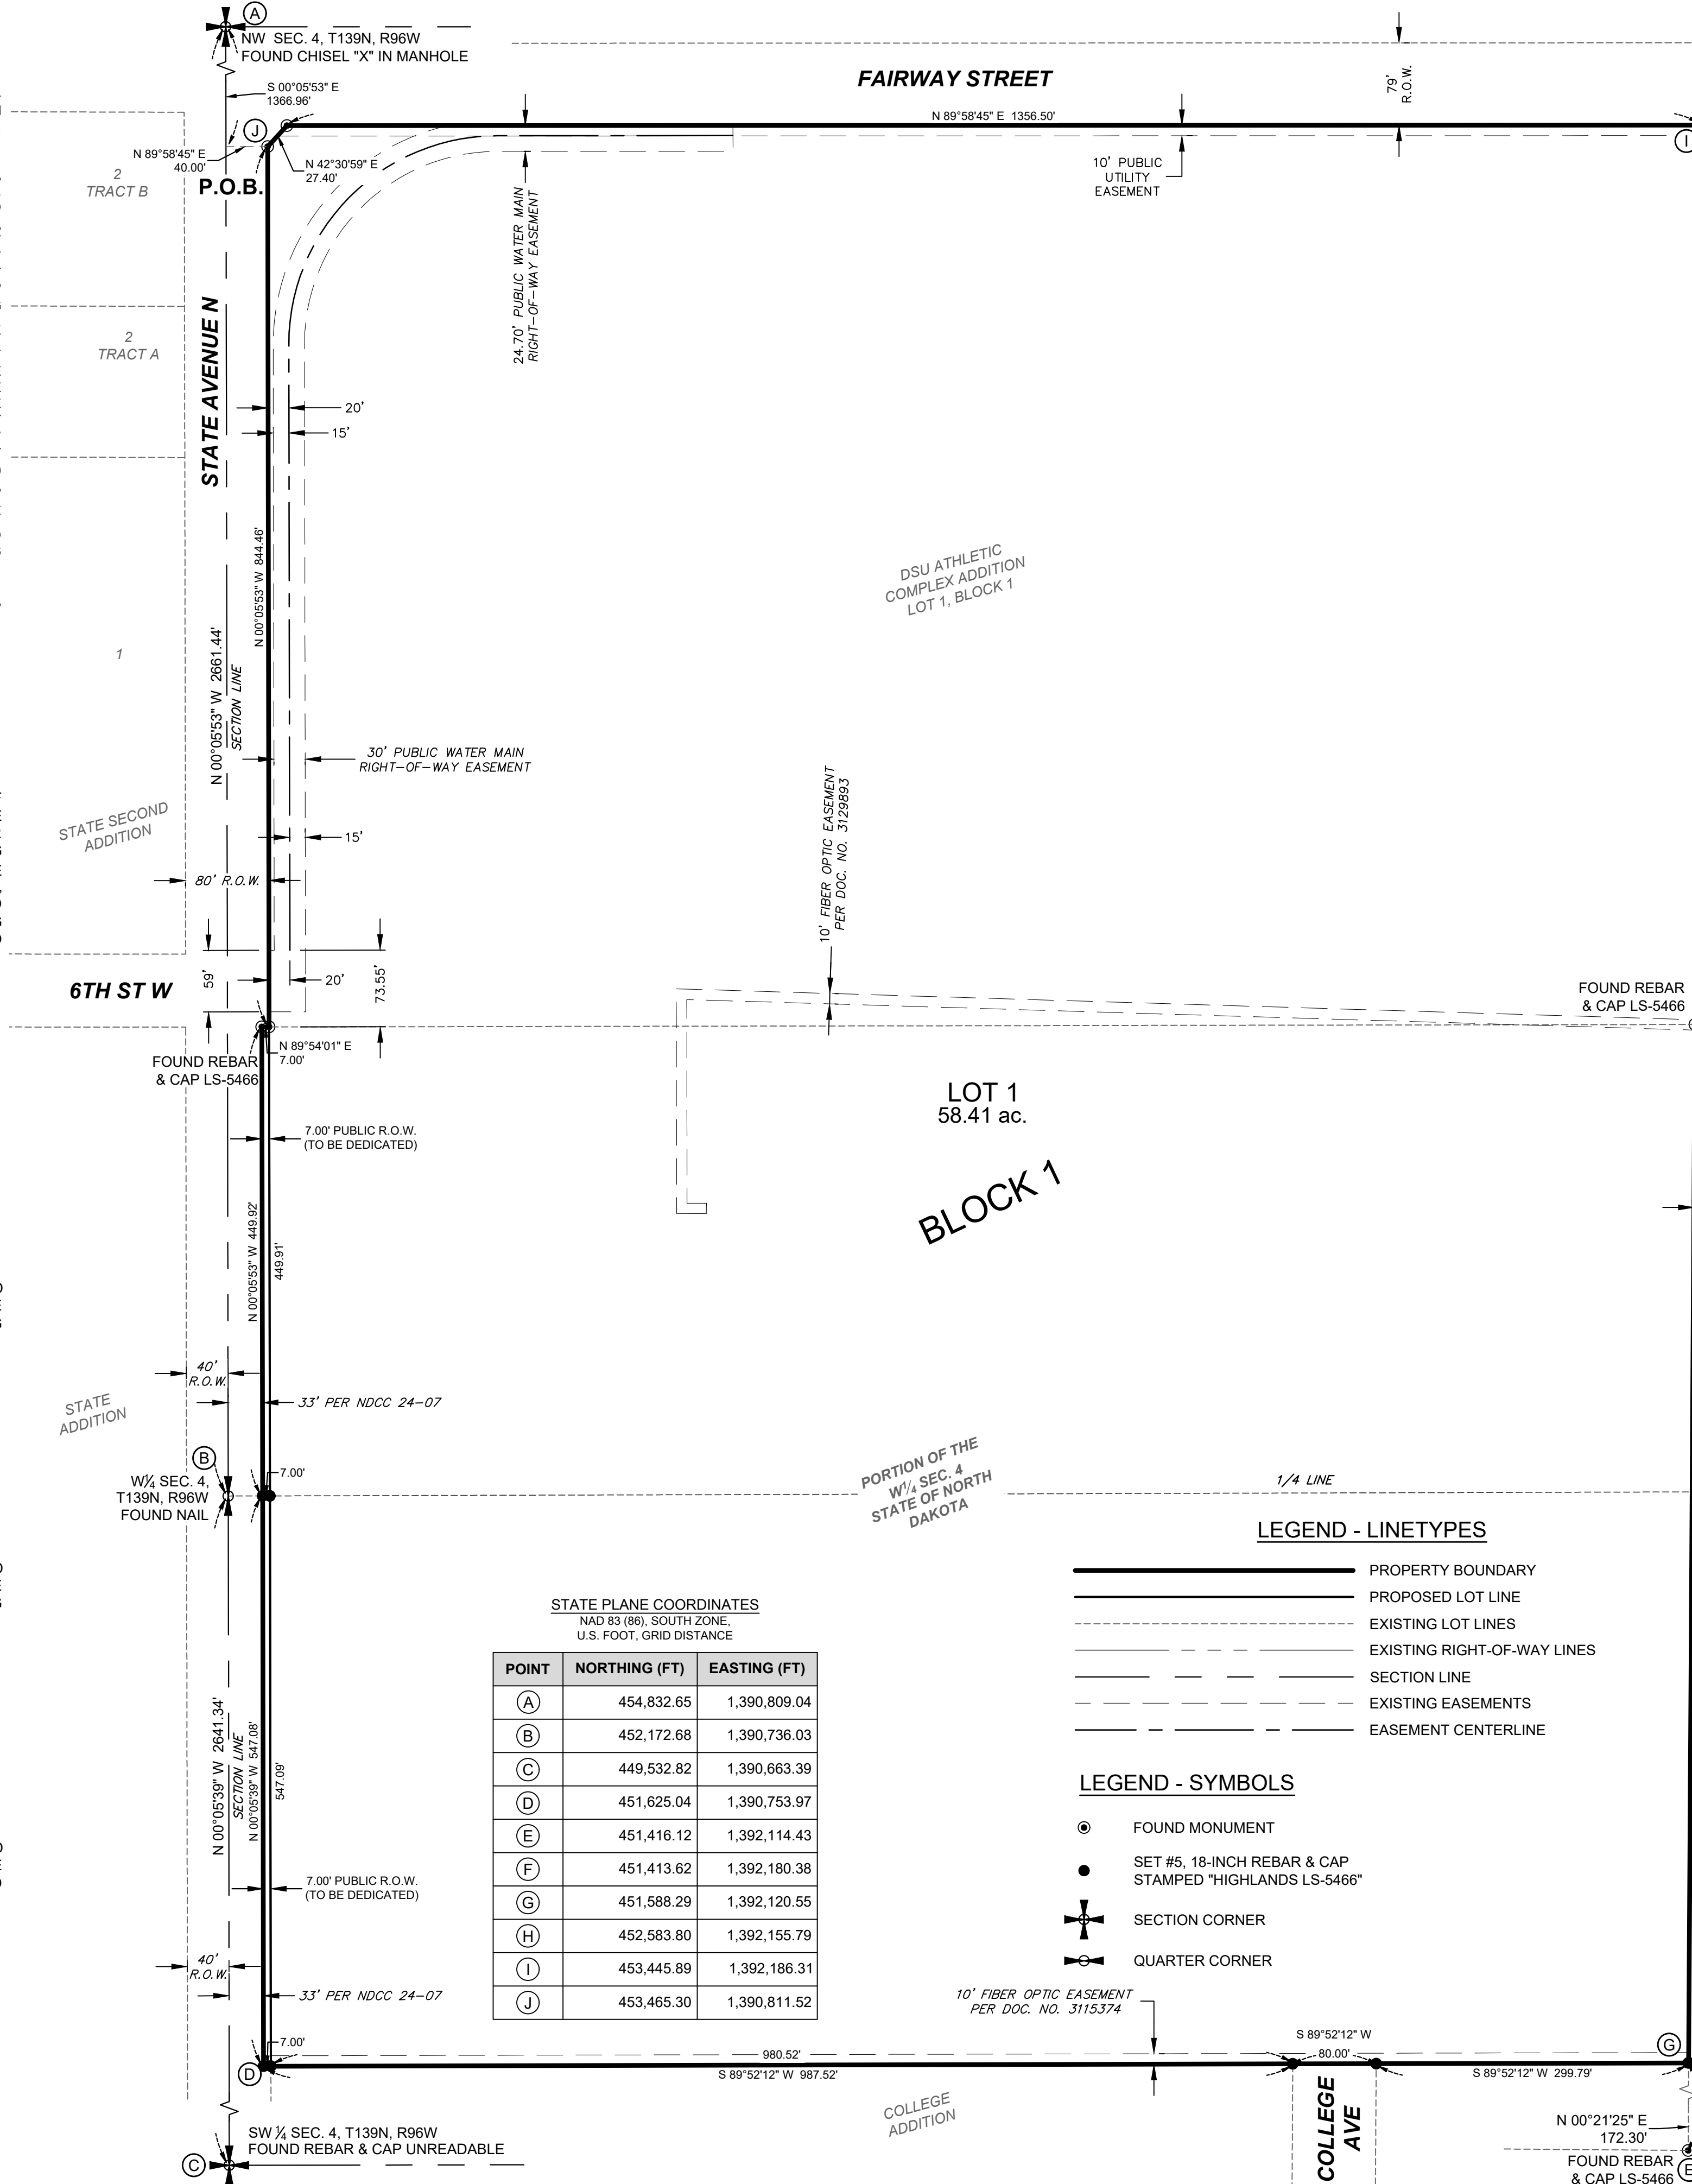 A
NW  SEC. 4, T139N, R96W
FOUND CHISEL "X" IN MANHOLE
S 00°05'53" E
1366.96'
FAIRWAY STREET
79'
R.O.W.
N 89°58'45" E  1356.50'
J
N 89°58'45" E
40.00'
N 42°30'59" E
27.40'
P.O.B.
I
10' PUBLIC
UTILITY
EASEMENT
24.70' PUBLIC WATER MAIN
RIGHT-OF-WAY EASEMENT
2
TRACT B
2
TRACT A
STATE AVENUE N
20'
15'
N 00°05'53" W  844.46'
DSU ATHLETIC
COMPLEX ADDITION
LOT 1, BLOCK 1
1
N 00°05'53" W  2661.44'
SECTION LINE
30' PUBLIC WATER MAIN
RIGHT-OF-WAY EASEMENT
STATE SECOND
ADDITION
15'
80' R.O.W.
10' FIBER OPTIC EASEMENT
PER DOC. NO. 3129893
59'
20'
73.55'
6TH ST W
FOUND REBAR
& CAP LS-5466
N 89°54'01" E
7.00'
FOUND REBAR
& CAP LS-5466
LOT 1
58.41 ac.
7.00' PUBLIC R.O.W.
(TO BE DEDICATED)
BLOCK 1
N 00°05'53" W  449.92'
449.91'
40'
R.O.W.
33' PER NDCC 24-07
STATE
ADDITION
B
W¼ SEC. 4,
T139N, R96W
FOUND NAIL
7.00'
PORTION OF THE
W¼ SEC. 4
STATE OF NORTH
DAKOTA
1/4 LINE
LEGEND - LINETYPES
PROPERTY BOUNDARY
PROPOSED LOT LINE
EXISTING LOT LINES
EXISTING RIGHT-OF-WAY LINES
SECTION LINE
EXISTING EASEMENTS
EASEMENT CENTERLINE
STATE PLANE COORDINATES
NAD 83 (86), SOUTH ZONE,
U.S. FOOT, GRID DISTANCE
POINT NORTHING (FT) EASTING (FT)
A 454,832.65 1,390,809.04
B 452,172.68 1,390,736.03
C 449,532.82 1,390,663.39
D 451,625.04 1,390,753.97
E 451,416.12 1,392,114.43
F 451,413.62 1,392,180.38
G 451,588.29 1,392,120.55
H 452,583.80 1,392,155.79
I 453,445.89 1,392,186.31
J 453,465.30 1,390,811.52
LEGEND - SYMBOLS
FOUND MONUMENT
SET #5, 18-INCH REBAR & CAP
STAMPED "HIGHLANDS LS-5466"
SECTION CORNER
QUARTER CORNER
N 00°05'39" W  2641.34'
SECTION LINE
N 00°05'39" W  547.08'
547.09'
7.00' PUBLIC R.O.W.
(TO BE DEDICATED)
40'
R.O.W.
33' PER NDCC 24-07
10' FIBER OPTIC EASEMENT
PER DOC. NO. 3115374
7.00'
D
980.52'
S 89°52'12" W  987.52'
S 89°52'12" W
80.00'
G
S 89°52'12" W  299.79'
COLLEGE
ADDITION
COLLEGE
AVE
N 00°21'25" E
172.30'
SW ¼ SEC. 4, T139N, R96W
FOUND REBAR & CAP UNREADABLE
C
FOUND REBAR
& CAP LS-5466
E